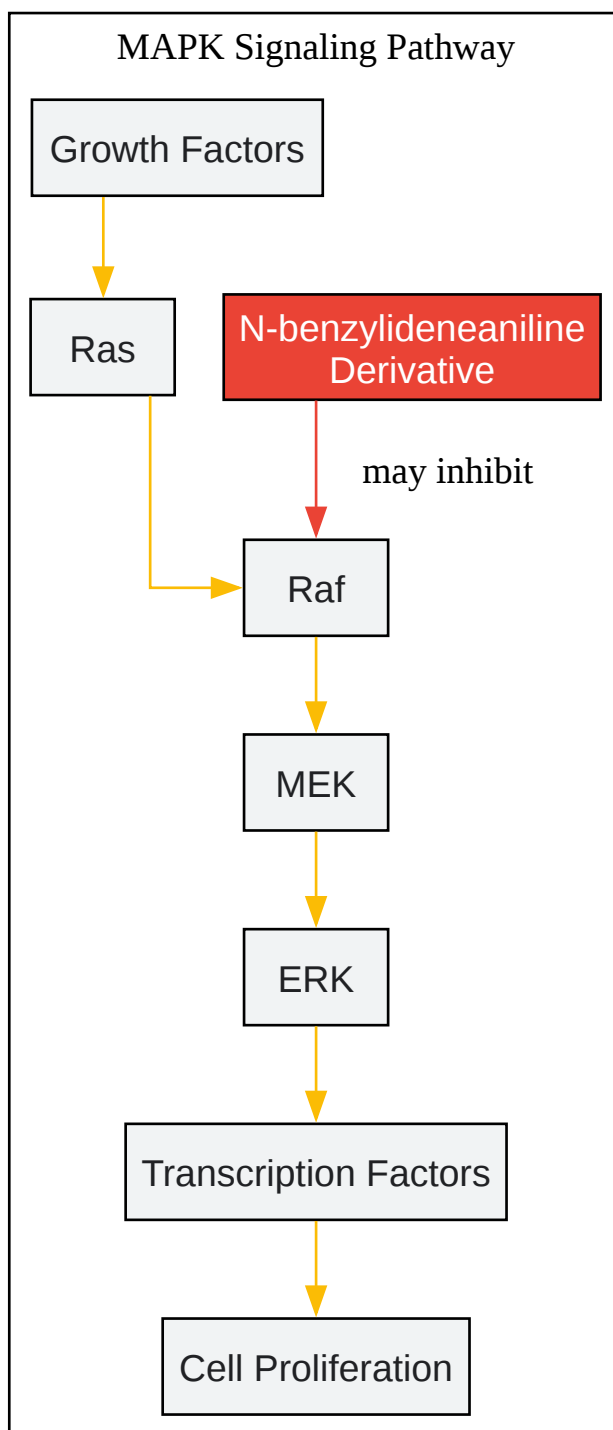 MAPK Signaling Pathway
Growth Factors
Ras
N-benzylideneaniline
Derivative
may inhibit
Raf
MEK
ERK
Transcription Factors
Cell Proliferation